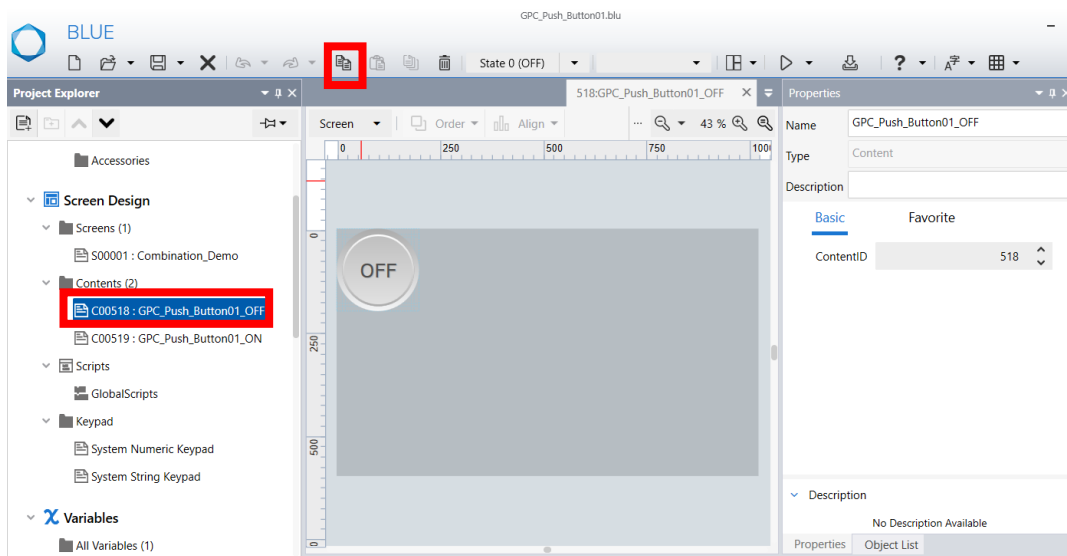 GPC_Push_Button01.blu
BLUE
State 0 (OFF)
?
Project Explorer
518:GPC_Push_Button01_OFF
Properties
Screen
Order
Align
...
43 %
Name
GPC_Push_Button01_OFF
0
250
500
750
1000
Type
Content
Accessories
Description
Screen Design
Basic
Favorite
Screens (1)
0
S00001 : Combination_Demo
ContentID
518
OFF
Contents (2)
C00518 : GPC_Push_Button01_OFF
C00519 : GPC_Push_Button01_ON
250
Scripts
GlobalScripts
Keypad
System Numeric Keypad
500
System String Keypad
Description
Variables
No Description Available
All Variables (1)
Properties
Object List